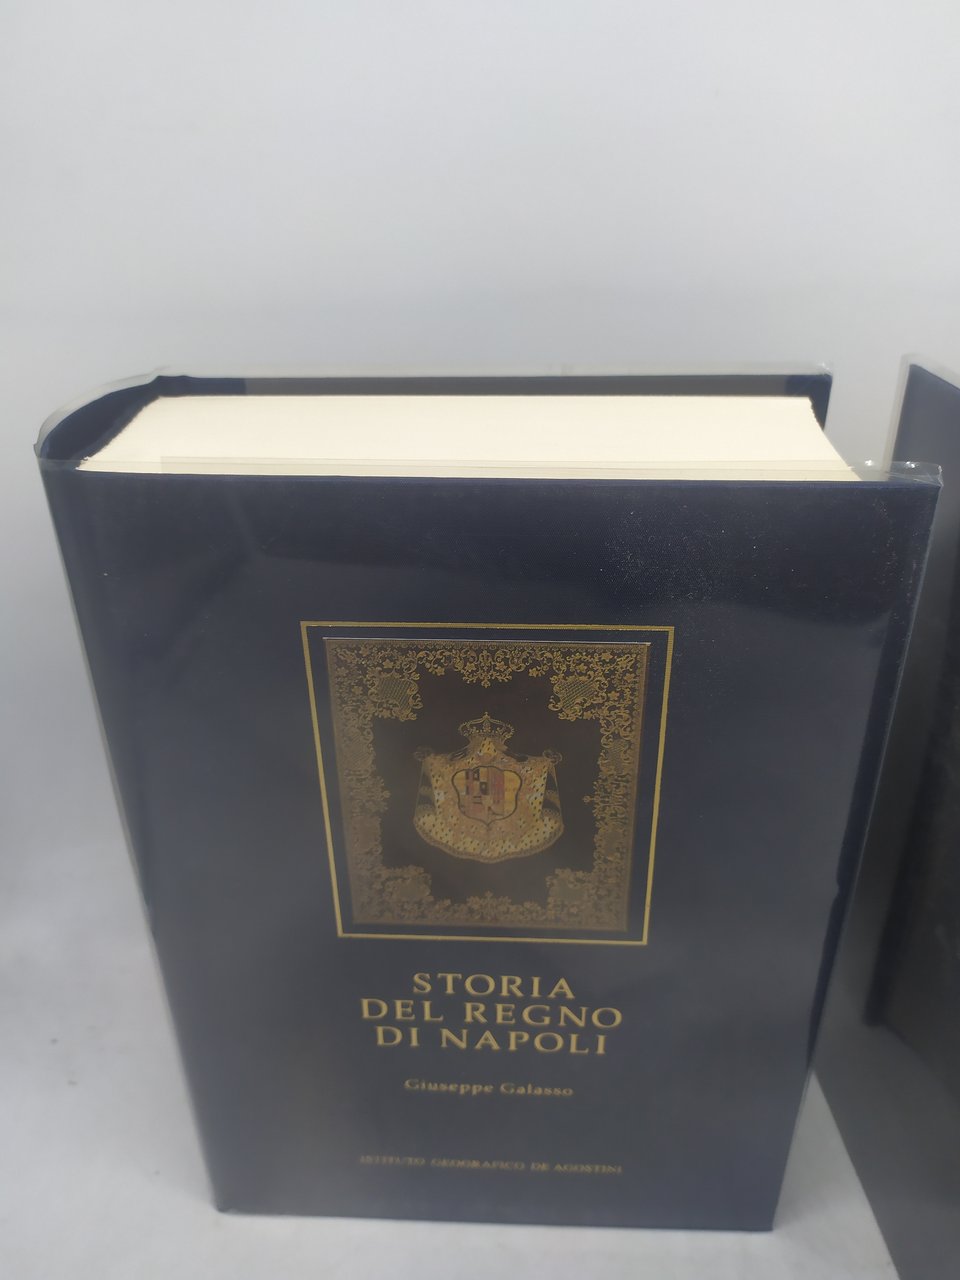 STORIA
DEL REGNO
DI NAPOLI
Giuseppe Galasso
ISTITUTO GEOGRAFICO DE AGOSTINI